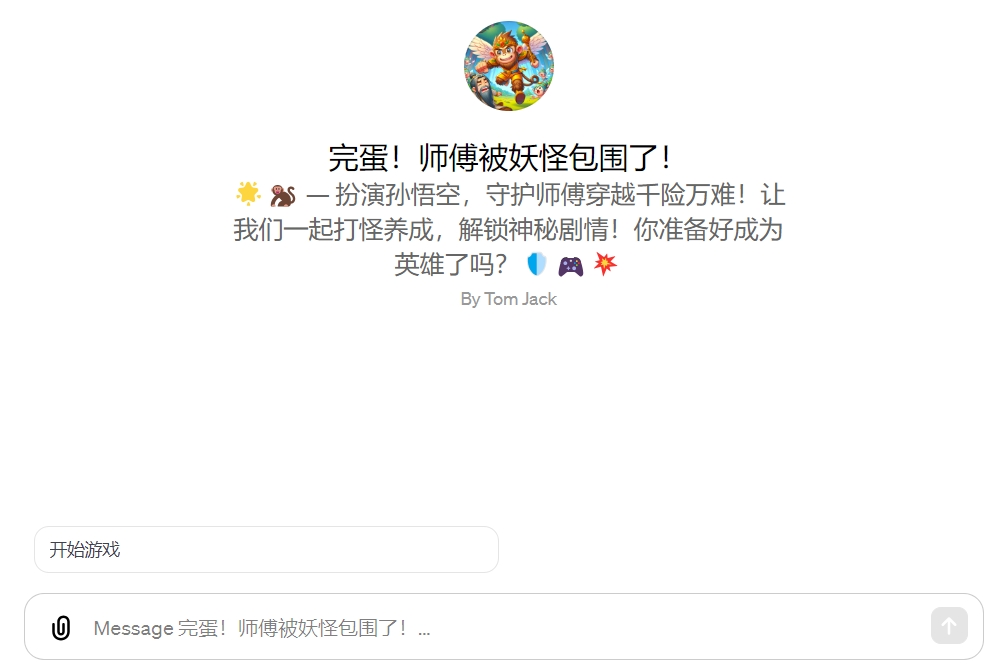 完蛋！师傅被妖怪包围了！
🌟 🐒 — 扮演孙悟空，守护师傅穿越千险万难！让
我们一起打怪养成，解锁神秘剧情！你准备好成为
英雄了吗？ 🛡️ 🎮 💥
By Tom Jack
开始游戏
Message 完蛋！师傅被妖怪包围了！...